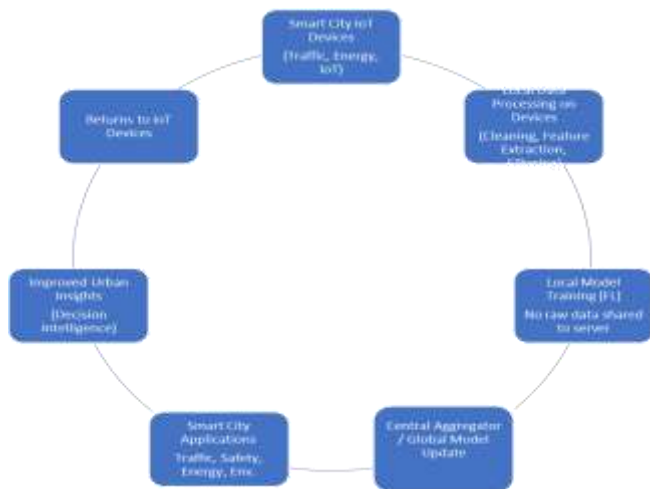 Smart City IoT
Devices
(Traffic, Energy,
IoT)
Local Data
Processing on
Devices
(Cleaning, Feature
Extraction,
Local Model
Training (FL)
No raw data shared
to server
Central Aggregator
/ Global Model
Update
Smart City
Applications
Traffic, Safety,
Energy, Env.
Improved Urban
Insights
(Decision
Intelligence)
Returns to IoT
Devices